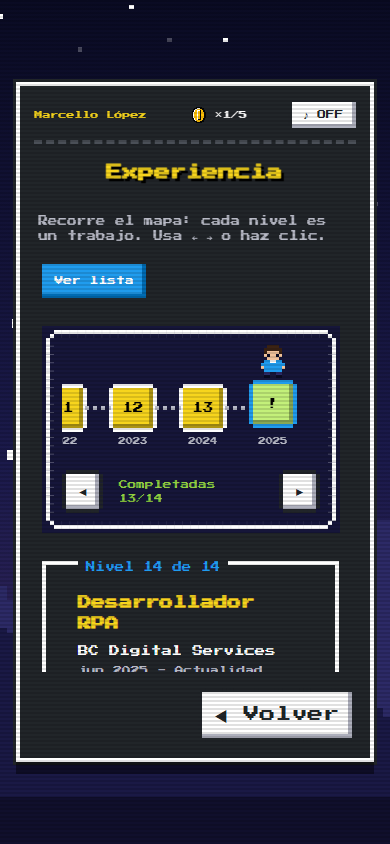 Marcello López
×1/5
♪ OFF
Experiencia
Recorre el mapa: cada nivel es
un trabajo. Usa ← → o haz clic.
Ver lista
1 12 13 !
22 2023 2024 2025
◄ Completadas ►
13/14
Nivel 14 de 14
Desarrollador
RPA
BC Digital Services
jun 2025 – Actualidad
◄ Volver